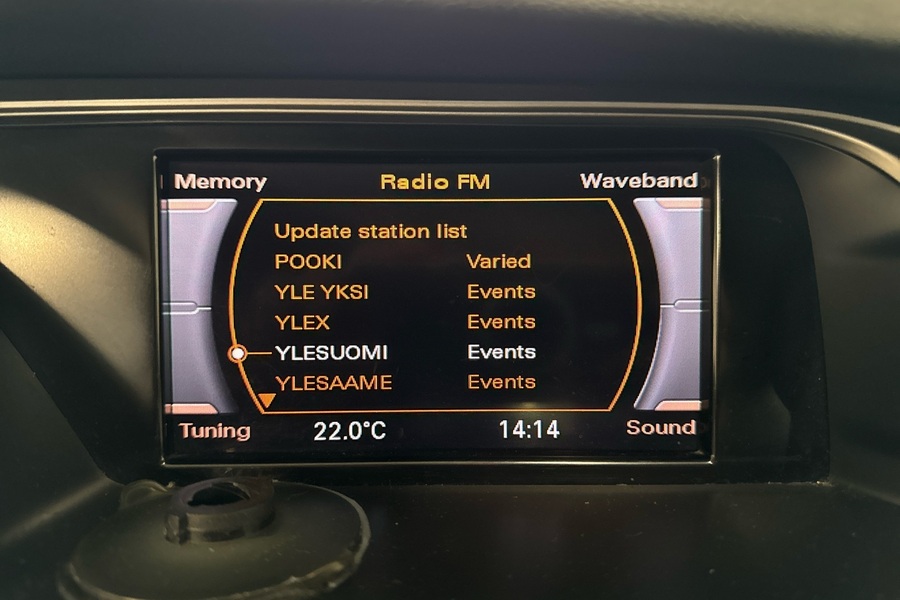 Memory Radio FM Waveband
Update station list
POOKI Varied
YLE YKSI Events
YLEX Events
YLESUOMI Events
YLESAAME Events
Tuning 22.0°C 14:14 Sound